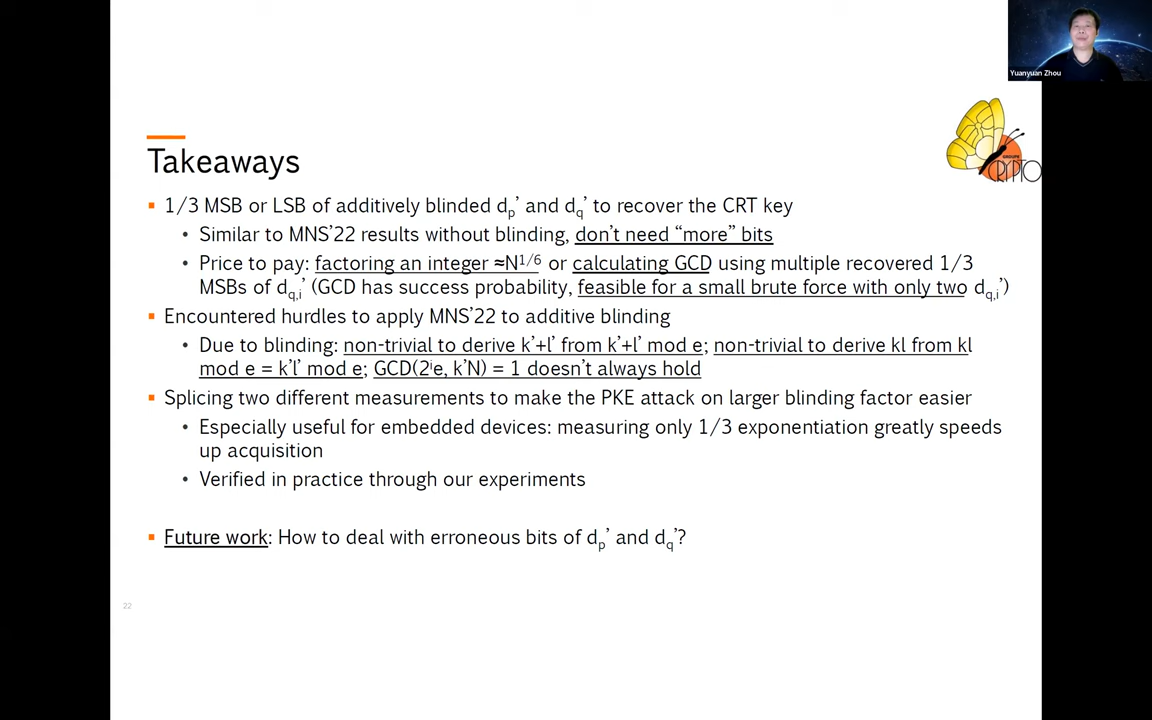 Yuanyuan Zhou
GROUPE
CRYPTO
Takeaways
▪ 1/3 MSB or LSB of additively blinded dp’ and dq’ to recover the CRT key
• Similar to MNS’22 results without blinding, don’t need “more” bits
• Price to pay: factoring an integer ≈N^1/6 or calculating GCD using multiple recovered 1/3
MSBs of dq,i’ (GCD has success probability, feasible for a small brute force with only two dq,i’)
▪ Encountered hurdles to apply MNS’22 to additive blinding
• Due to blinding: non-trivial to derive k’+l’ from k’+l’ mod e; non-trivial to derive kl from kl
mod e = k’l’ mod e; GCD(2^i e, k’N) = 1 doesn’t always hold
▪ Splicing two different measurements to make the PKE attack on larger blinding factor easier
• Especially useful for embedded devices: measuring only 1/3 exponentiation greatly speeds
up acquisition
• Verified in practice through our experiments
▪ Future work: How to deal with erroneous bits of dp’ and dq’?
22